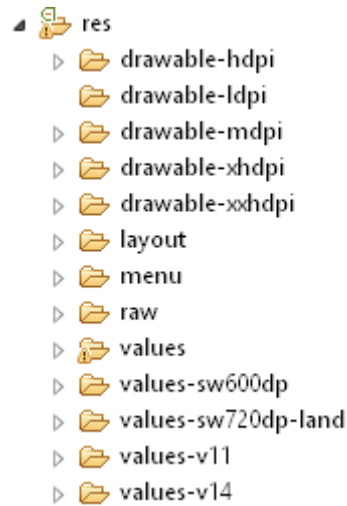 res
drawable-hdpi
drawable-ldpi
drawable-mdpi
drawable-xhdpi
drawable-xxhdpi
layout
menu
raw
values
values-sw600dp
values-sw720dp-land
values-v11
values-v14